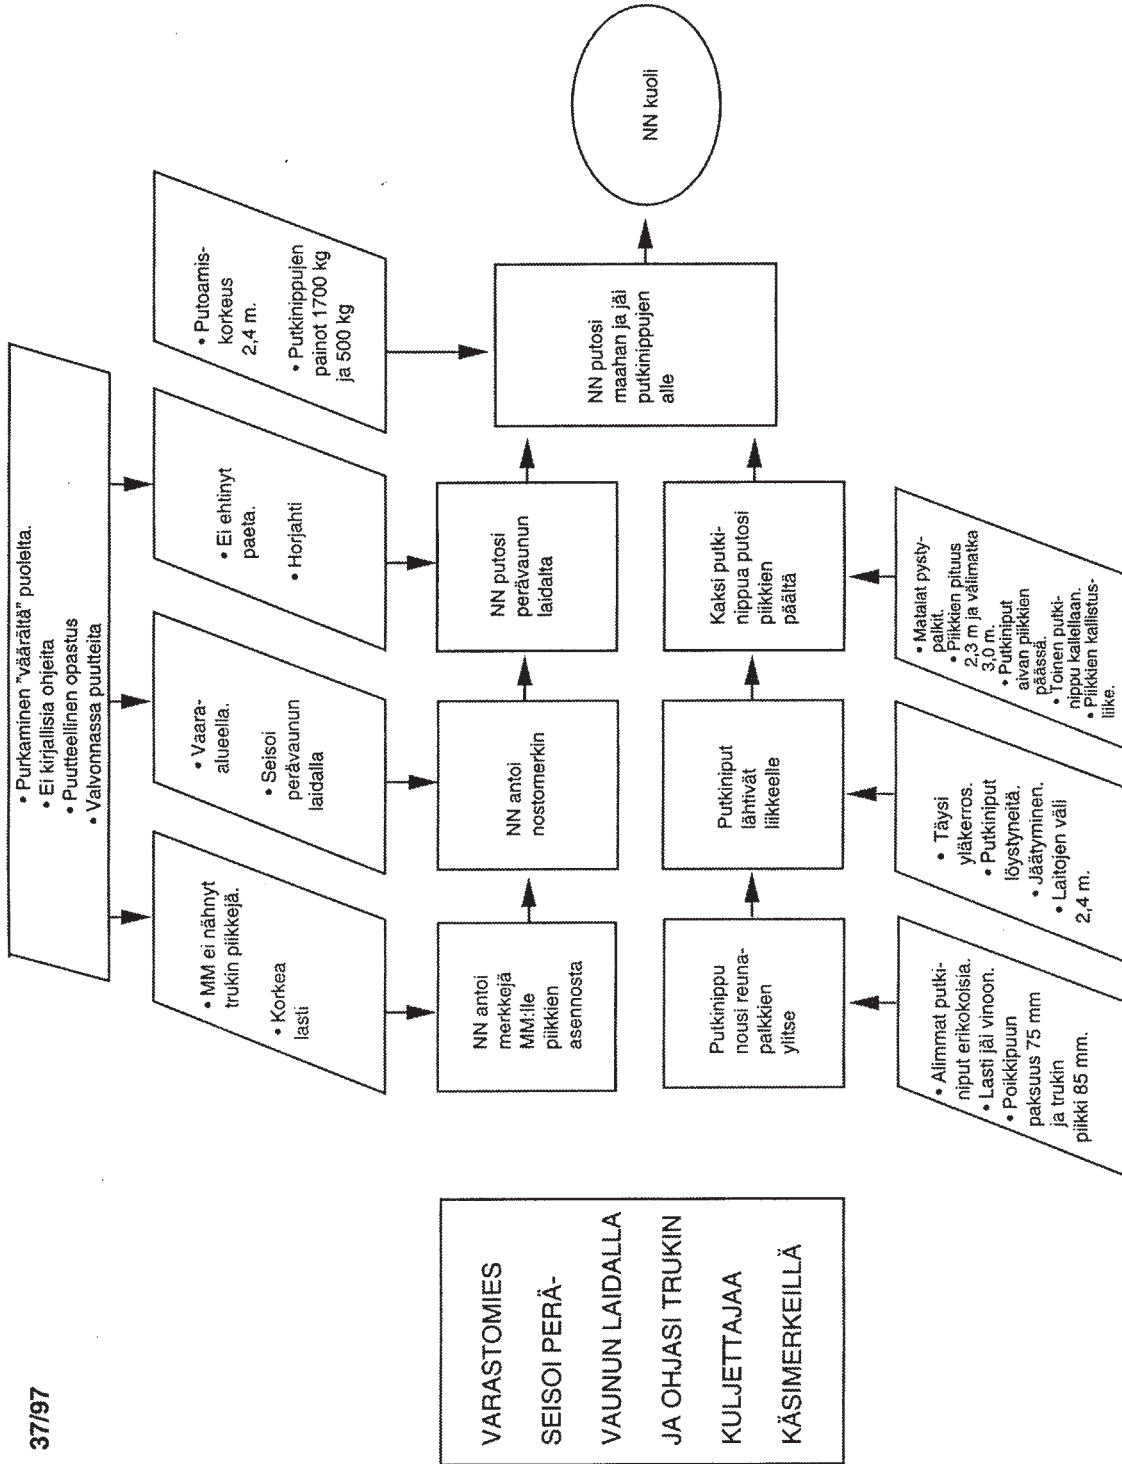 37/97
VARASTOMIES
SEISOI PERÄ-
VAUNUN LAIDALLA
JA OHJASI TRUKIN
KULJETTAJAA
KÄSIMERKEILLÄ
• Purkaminen "väärältä" puolelta.
• Ei kirjallisia ohjeita
• Putteellinen opastus
• Valvonnassa puutteita
• MM ei nähnyt
trukin piikkejä.
• Korkea
lasti
• Vaara-
alueella.
• Seisoi
perävaunun
laidalla
• Ei ehtinyt
paeta.
• Horjahti
• Putoamis-
korkeus
2,4 m.
• Putkinippujen
painot 1700 kg
ja 500 kg
NN antoi
merkkejä
MM:lle
piikkien
asennosta
NN antoi
nostomerkin
NN putosi
perävaunun
laidalta
NN putosi
maahan ja jäi
putkinippujen
alle
NN kuoli
Putkinippu
nousi reuna-
palkkien
ylitse
Putkiniput
lähtivät
liikkeelle
Kaksi putki-
nippua putosi
piikkien
päältä
• Alimmat putki-
niput erikokoisia.
• Lasti jäi vinoon.
• Poikkipuun
paksuus 75 mm
ja trukin
piikki 85 mm.
• Täysi
yläkerros.
• Putkiniput
löystyneitä.
• Jäätyminen.
• Laitojen väli
2,4 m.
• Matalat pysty-
palkit.
• Piikkien pituus
2,3 m ja välimatka
3,0 m.
• Putkiniput
aivan piikkien
päässä.
• Toinen putki-
nippu kallellaan.
• Piikkien kallistus-
liike.